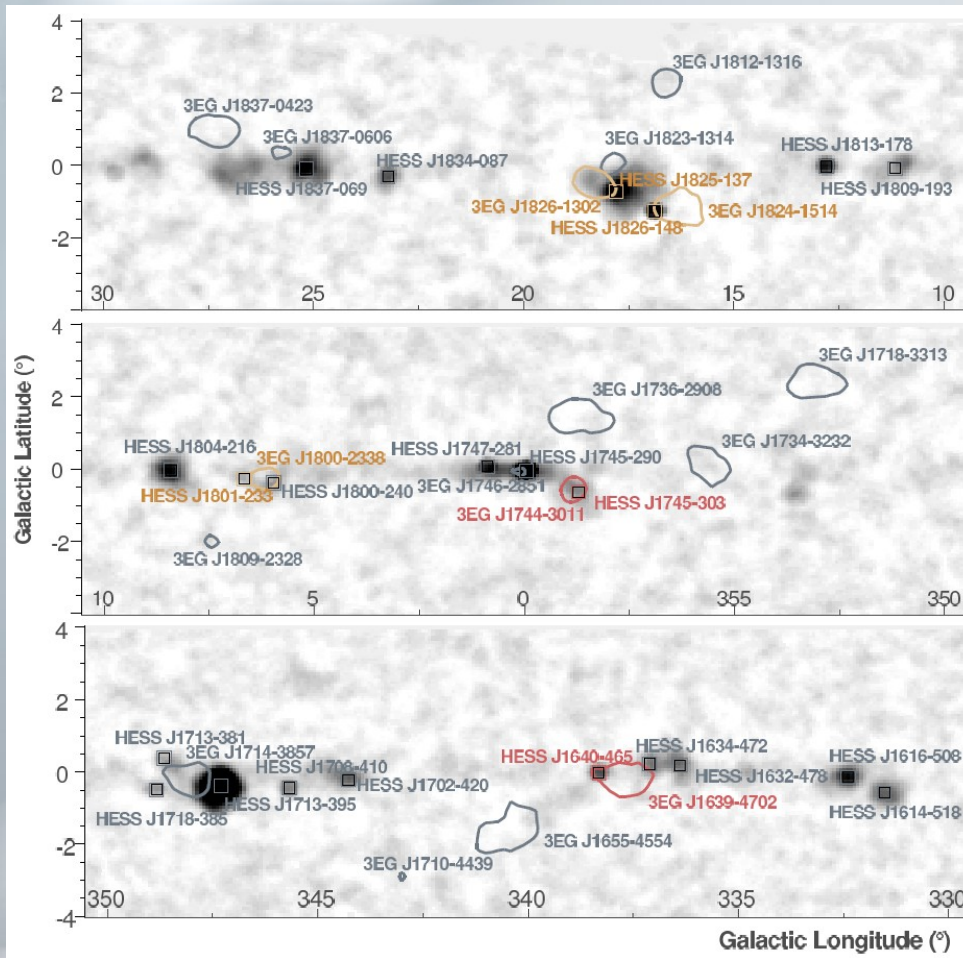 4
3EG J1812-1316
2
3EG J1837-0423
3EG J1837-0606
3EG J1823-1314
HESS J1813-178
HESS J1834-087
0
HESS J1825-137
HESS J1837-069
HESS J1809-193
3EG J1826-1302
3EG J1824-1514
HESS J1826-148
-2
30
25
20
15
10
Galactic Latitude (°)
4
3EG J1718-3313
2
3EG J1736-2908
3EG J1734-3232
HESS J1804-216
HESS J1747-281
3EG J1800-2338
HESS J1745-290
0
3EG J1746-2851
HESS J1801-233
HESS J1800-240
HESS J1745-303
3EG J1744-3011
-2
3EG J1809-2328
10
5
0
355
350
4
2
HESS J1713-381
HESS J1634-472
3EG J1714-3857
HESS J1640-465
HESS J1616-508
HESS J1708-410
0
HESS J1632-478
HESS J1702-420
HESS J1713-395
3EG J1639-4702
HESS J1614-518
HESS J1718-385
-2
3EG J1655-4554
3EG J1710-4439
350
345
340
335
330
-4
Galactic Longitude (°)